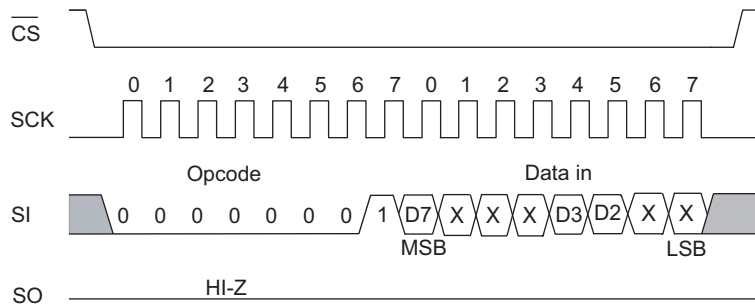 CS
0 1 2 3 4 5 6 7 0 1 2 3 4 5 6 7
SCK
Opcode Data in
SI 0 0 0 0 0 0 0 1 D7 X X X D3 D2 X X
MSB LSB
HI-Z
SO